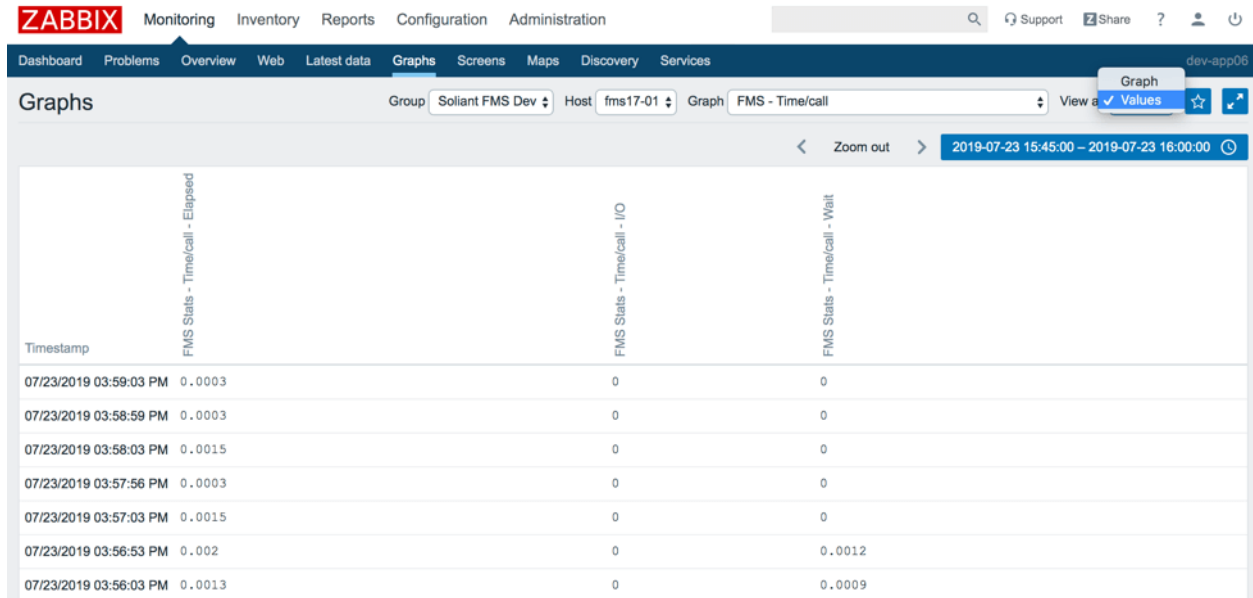 ZABBIX Monitoring Inventory Reports Configuration Administration Support Z Share ?
Dashboard Problems Overview Web Latest data Graphs Screens Maps Discovery Services dev-app06
Graph
Graphs Group Soliant FMS Dev Host fms17-01 Graph FMS - Time/call View a ✓ Values
Zoom out 2019-07-23 15:45:00 – 2019-07-23 16:00:00
Timestamp FMS Stats - Time/call - Elapsed FMS Stats - Time/call - I/O FMS Stats - Time/call - Wait
07/23/2019 03:59:03 PM 0.0003 0 0
07/23/2019 03:58:59 PM 0.0003 0 0
07/23/2019 03:58:03 PM 0.0015 0 0
07/23/2019 03:57:56 PM 0.0003 0 0
07/23/2019 03:57:03 PM 0.0015 0 0
07/23/2019 03:56:53 PM 0.002 0 0.0012
07/23/2019 03:56:03 PM 0.0013 0 0.0009